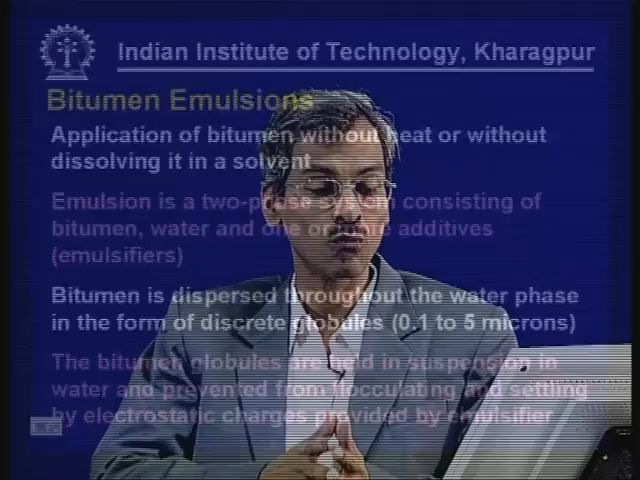 Indian Institute of Technology, Kharagpur
Bitumen Emulsions
Application of bitumen without heat or without
dissolving it in a solvent
Emulsion is a two-phase system consisting of
bitumen, water and one or more additives
(emulsifiers)
Bitumen is dispersed throughout the water phase
in the form of discrete globules (0.1 to 5 microns)
The bitumen globules are held in suspension in
water and prevented from flocculating and settling
by electrostatic charges provided by emulsifier